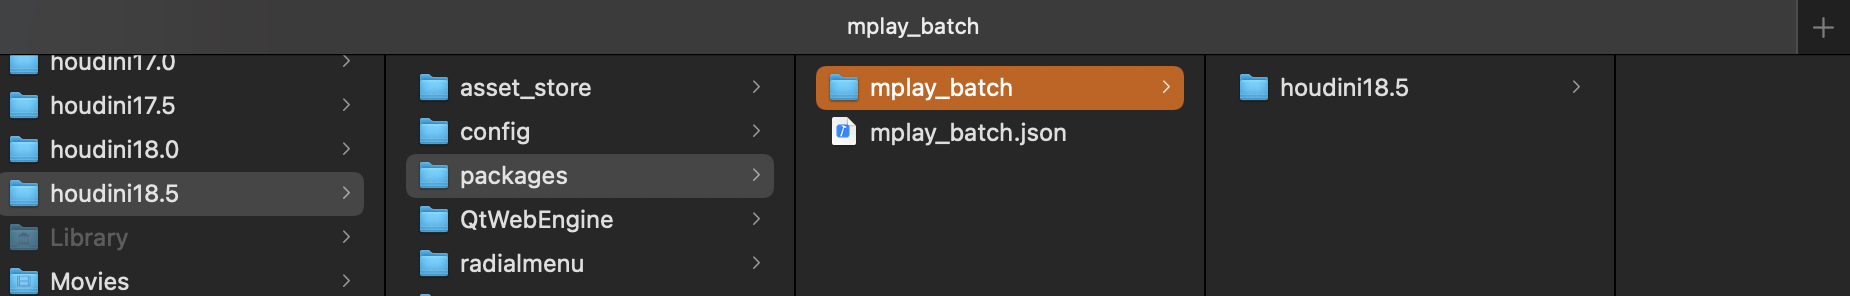 mplay_batch
houdini17.0
houdini17.5
houdini18.0
houdini18.5
Library
Movies
asset_store
config
packages
QtWebEngine
radialmenu
mplay_batch
mplay_batch.json
houdini18.5